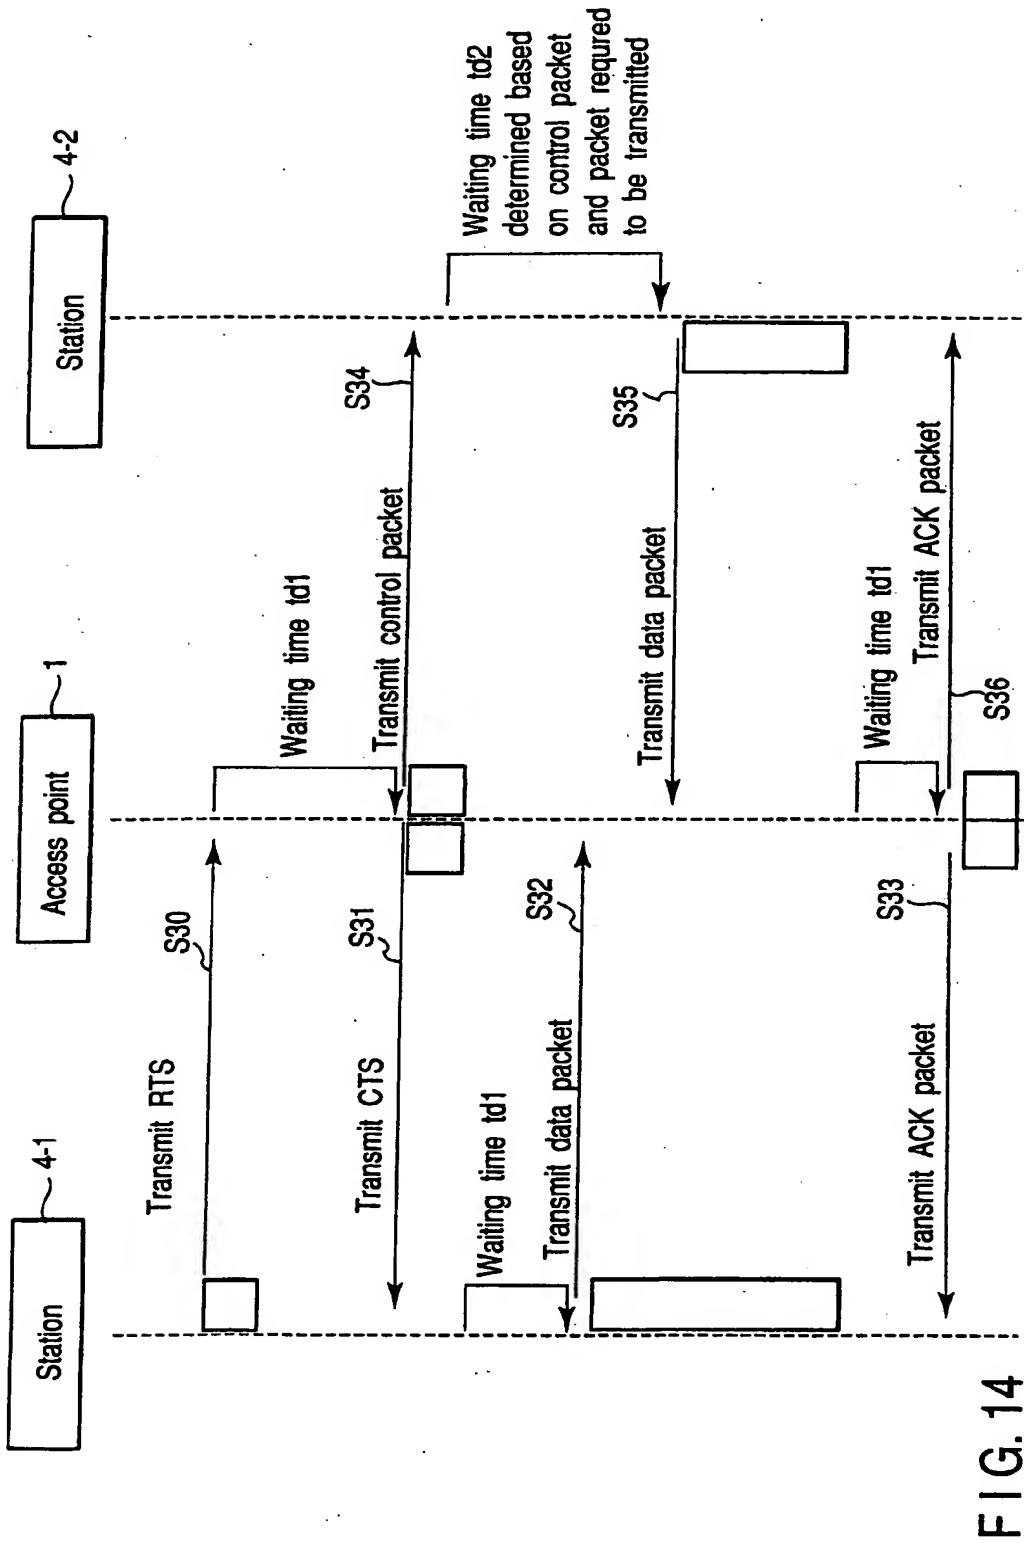 Station
4-1
Access point
1
Station
4-2
Transmit RTS
S30
Waiting time td1
Transmit CTS
S31
Transmit control packet
S34
Waiting time td1
Transmit data packet
S32
Waiting time td2
determined based
on control packet
and packet requred
to be transmitted
Transmit data packet
S35
Waiting time td1
Transmit ACK packet
S33
Transmit ACK packet
S36
FIG. 14